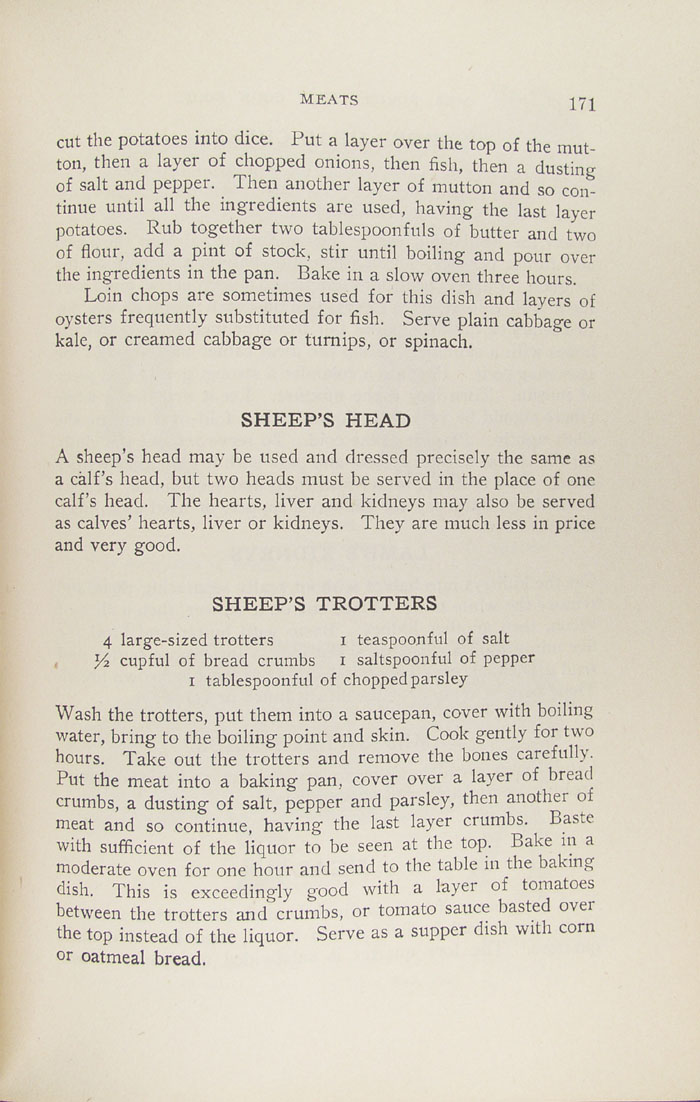 MEATS 171
cut the potatoes into dice. Put a layer over the top of the mut-
ton, then a layer of chopped onions, then fish, then a dusting
of salt and pepper. Then another layer of mutton and so con-
tinue until all the ingredients are used, having the last layer
potatoes. Rub together two tablespoonfuls of butter and two
of flour, add a pint of stock, stir until boiling and pour over
the ingredients in the pan. Bake in a slow oven three hours.
Loin chops are sometimes used for this dish and layers of
oysters frequently substituted for fish. Serve plain cabbage or
kale, or creamed cabbage or turnips, or spinach.
SHEEP'S HEAD
A sheep's head may be used and dressed precisely the same as
a calf's head, but two heads must be served in the place of one
calf's head. The hearts, liver and kidneys may also be served
as calves' hearts, liver or kidneys. They are much less in price
and very good.
SHEEP'S TROTTERS
4 large-sized trotters 1 teaspoonful of salt
½ cupful of bread crumbs 1 saltspoonful of pepper
1 tablespoonful of chopped parsley
Wash the trotters, put them into a saucepan, cover with boiling
water, bring to the boiling point and skin. Cook gently for two
hours. Take out the trotters and remove the bones carefully.
Put the meat into a baking pan, cover over a layer of bread
crumbs, a dusting of salt, pepper and parsley, then another of
meat and so continue, having the last layer crumbs. Baste
with sufficient of the liquor to be seen at the top. Bake in a
moderate oven for one hour and send to the table in the baking
dish. This is exceedingly good with a layer of tomatoes
between the trotters and crumbs, or tomato sauce basted over
the top instead of the liquor. Serve as a supper dish with corn
or oatmeal bread.